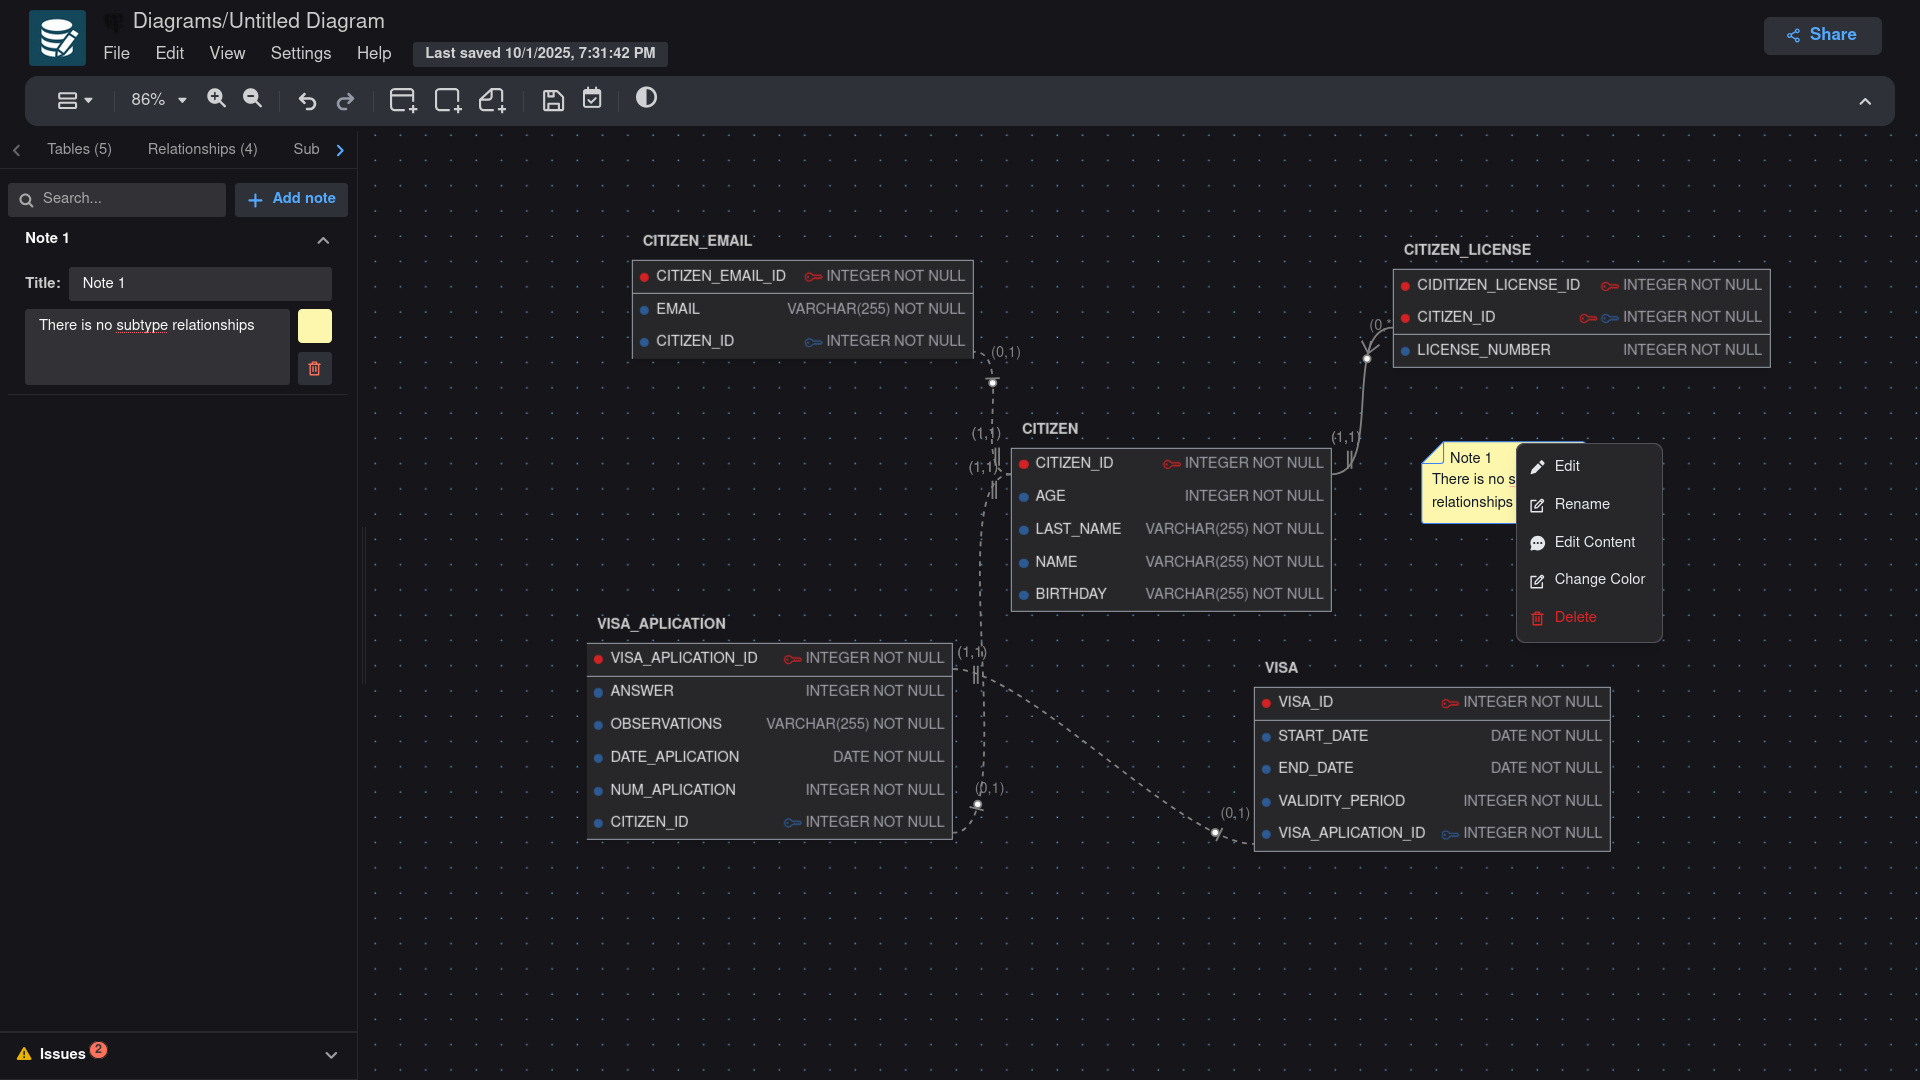 Diagrams/Untitled Diagram
File Edit View Settings Help Last saved 10/1/2025, 7:31:42 PM
Share
86%
Tables (5) Relationships (4) Sub
Search... Add note
Note 1
Title: Note 1
There is no subtype relationships
Issues 2
CITIZEN_EMAIL
CITIZEN_EMAIL_ID INTEGER NOT NULL
EMAIL VARCHAR(255) NOT NULL
CITIZEN_ID INTEGER NOT NULL
(0,1)
(1,1)
(1,1)
CITIZEN_LICENSE
CIDITIZEN_LICENSE_ID INTEGER NOT NULL
CITIZEN_ID INTEGER NOT NULL
LICENSE_NUMBER INTEGER NOT NULL
(0,*
(1,1)
CITIZEN
CITIZEN_ID INTEGER NOT NULL
AGE INTEGER NOT NULL
LAST_NAME VARCHAR(255) NOT NULL
NAME VARCHAR(255) NOT NULL
BIRTHDAY VARCHAR(255) NOT NULL
Note 1
There is no s
relationships
Edit
Rename
Edit Content
Change Color
Delete
VISA_APLICATION
VISA_APLICATION_ID INTEGER NOT NULL
ANSWER INTEGER NOT NULL
OBSERVATIONS VARCHAR(255) NOT NULL
DATE_APLICATION DATE NOT NULL
NUM_APLICATION INTEGER NOT NULL
CITIZEN_ID INTEGER NOT NULL
(1,1)
(0,1)
(0,1)
VISA
VISA_ID INTEGER NOT NULL
START_DATE DATE NOT NULL
END_DATE DATE NOT NULL
VALIDITY_PERIOD INTEGER NOT NULL
VISA_APLICATION_ID INTEGER NOT NULL